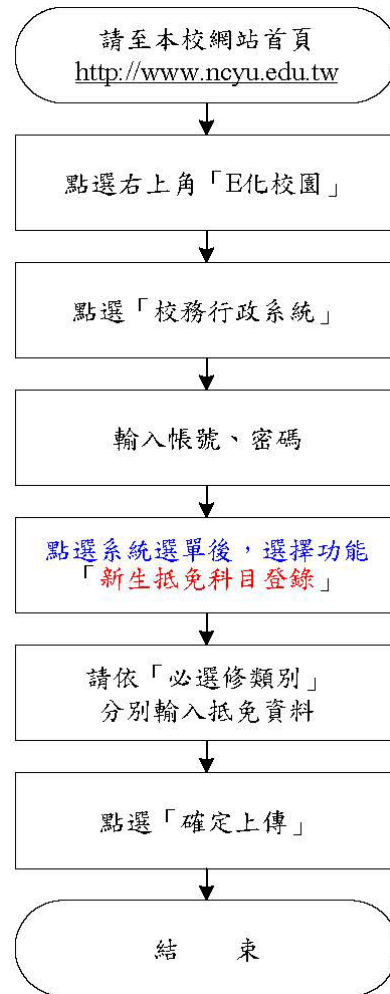 請至本校網站首頁
http://www.ncyu.edu.tw
點選右上角「E化校園」
點選「校務行政系統」
輸入帳號、密碼
點選系統選單後，選擇功能
「新生抵免科目登錄」
請依「必選修類別」
分別輸入抵免資料
點選「確定上傳」
結　束